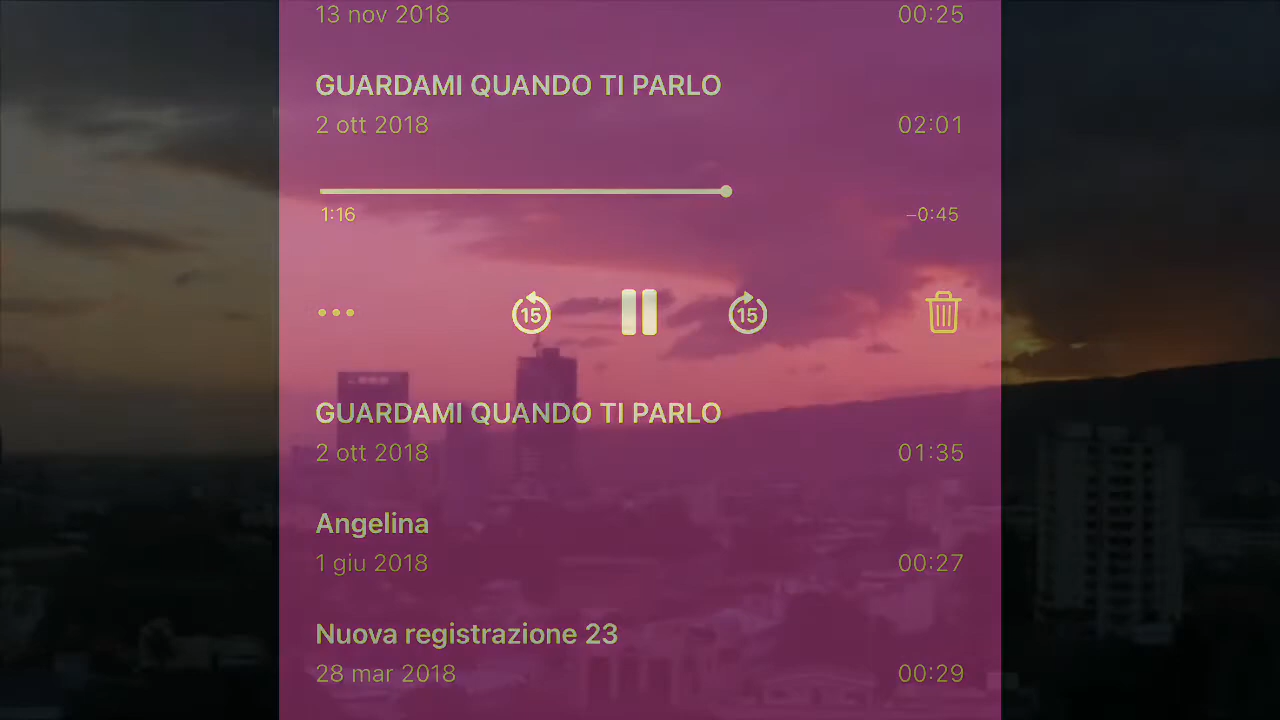 13 nov 2018 00:25
GUARDAMI QUANDO TI PARLO
2 ott 2018 02:01
1:16 –0:45
15 15
GUARDAMI QUANDO TI PARLO
2 ott 2018 01:35
Angelina
1 giu 2018 00:27
Nuova registrazione 23
28 mar 2018 00:29